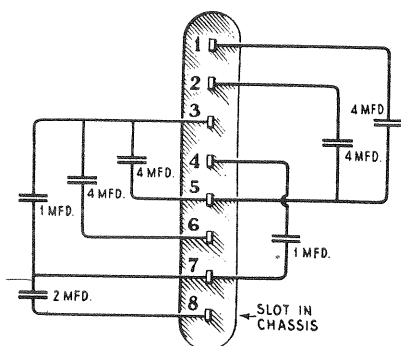 1
2
3
4
5
6
7
8
4 MFD.
4 MFD.
4 MFD.
4 MFD.
1 MFD.
1 MFD.
2 MFD.
SLOT IN
CHASSIS